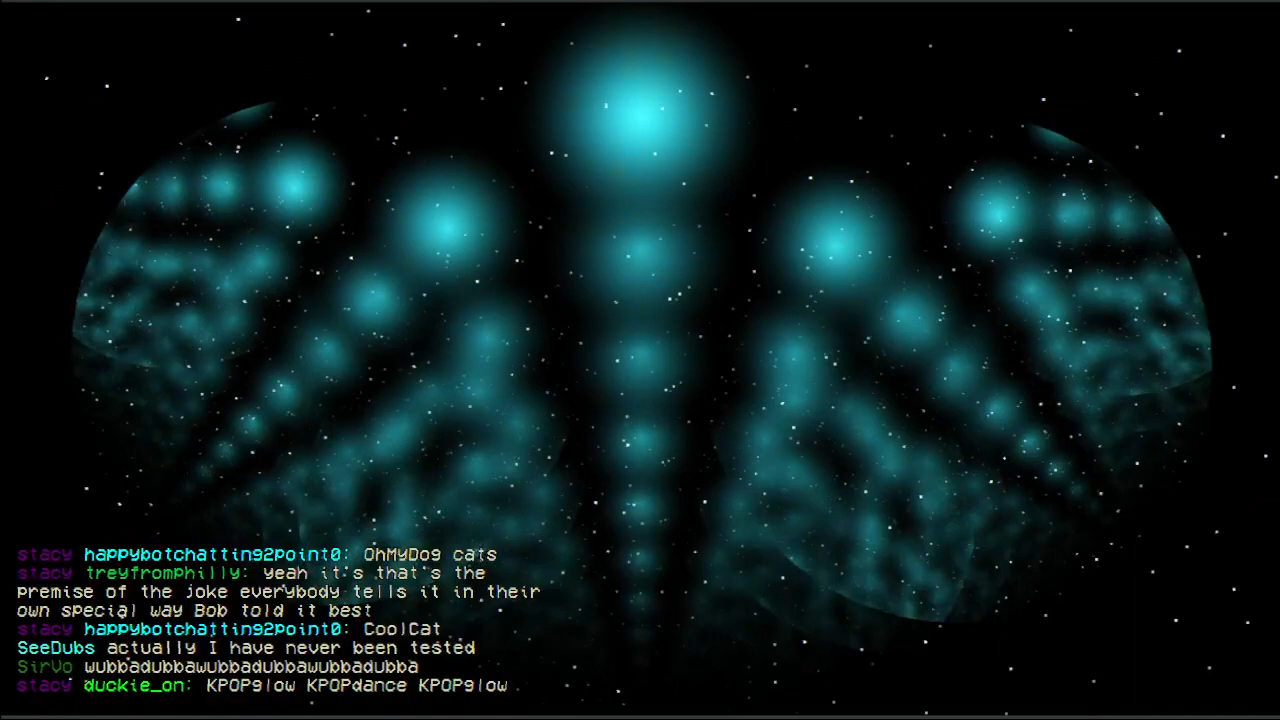 stacy happybotchattin92point0: OhMyDog cats
stacy treyfromphilly: yeah it's that's the
premise of the joke everybody tells it in their
own special way Bob told it best
stacy happybotchattin92point0: CoolCat
SeeDubs actually I have never been tested
SirVo wubbadubbawubbadubbawubbadubba
stacy duckie_on: KPOPglow KPOPdance KPOPglow